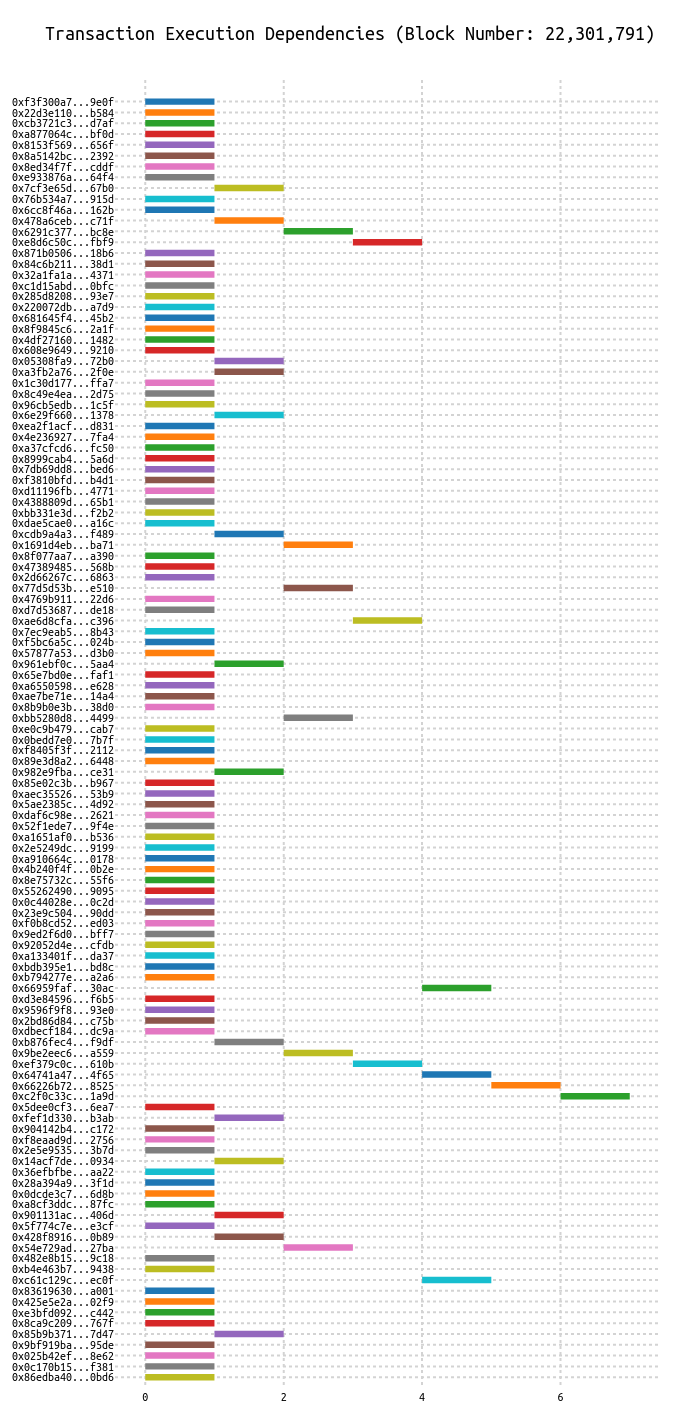 Transaction Execution Dependencies (Block Number: 22,301,791)
0xf3f300a7...9e0f
0x22d3e110...b584
0xcb3721c3...d7af
0xa877064c...bf0d
0x8153f569...656f
0x8a5142bc...2392
0x8ed34f7f...cddf
0xe933876a...64f4
0x7cf3e65d...67b0
0x76b534a7...915d
0x6cc8f46a...162b
0x478a6ceb...c71f
0x6291c377...bc8e
0xe8d6c50c...fbf9
0x871b0506...18b6
0x84c6b211...38d1
0x32a1fa1a...4371
0xc1d15abd...0bfc
0x285d8208...93e7
0x220072db...a7d9
0x681645f4...45b2
0x8f9845c6...2a1f
0x4df27160...1482
0x608e9649...9210
0x05308fa9...72b0
0xa3fb2a76...2f0e
0x1c30d177...ffa7
0x8c49e4ea...2d75
0x96cb5edb...1c5f
0x6e29f660...1378
0xea2f1acf...d831
0x4e236927...7fa4
0xa37cfcd6...fc50
0x8999cab4...5a6d
0x7db69dd8...bed6
0xf3810bfd...b4d1
0xd11196fb...4771
0x4388809d...65b1
0xbb331e3d...f2b2
0xdae5cae0...a16c
0xcdb9a4a3...f489
0x1691d4eb...ba71
0x8f077aa7...a390
0x47389485...568b
0x2d66267c...6863
0x77d5d53b...e510
0x4769b911...22d6
0xd7d53687...de18
0xae6d8cfa...c396
0x7ec9eab5...8b43
0xf5bc6a5c...024b
0x57877a53...d3b0
0x961ebf0c...5aa4
0x65e7bd0e...faf1
0xa6550598...e628
0xae7be71e...14a4
0x8b9b0e3b...38d0
0xbb5280d8...4499
0xe0c9b479...cab7
0x0bedd7e0...7b7f
0xf8405f3f...2112
0x89e3d8a2...6448
0x982e9fba...ce31
0x85e02c3b...b967
0xaec35526...53b9
0x5ae2385c...4d92
0xdaf6c98e...2621
0x52f1ede7...9f4e
0xa1651af0...b536
0x2e5249dc...9199
0xa910664c...0178
0x4b240f4f...0b2e
0x8e75732c...55f6
0x55262490...9095
0x0c44028e...0c2d
0x23e9c504...90dd
0xf0b8cd52...ed03
0x9ed2f6d0...bff7
0x92052d4e...cfdb
0xa133401f...da37
0xbdb395e1...bd8c
0xb794277e...a2a6
0x66959faf...30ac
0xd3e84596...f6b5
0x9596f9f8...93e0
0x2bd86d84...c75b
0xdbecf184...dc9a
0xb876fec4...f9df
0x9be2eec6...a559
0xef379c0c...610b
0x64741a47...4f65
0x66226b72...8525
0xc2f0c33c...1a9d
0x5dee0cf3...6ea7
0xfef1d330...b3ab
0x904142b4...c172
0xf8eaad9d...2756
0x2e5e9535...3b7d
0x14acf7de...0934
0x36efbfbe...aa22
0x28a394a9...3f1d
0x0dcde3c7...6d8b
0xa8cf3ddc...87fc
0x901131ac...406d
0x5f774c7e...e3cf
0x428f8916...0b89
0x54e729ad...27ba
0x482e8b15...9c18
0xb4e463b7...9438
0xc61c129c...ec0f
0x83619630...a001
0x425e5e2a...02f9
0xe3bfd092...c442
0x8ca9c209...767f
0x85b9b371...7d47
0x9bf919ba...95de
0x025b42ef...8e62
0x0c170b15...f381
0x86edba40...0bd6
0 2 4 6